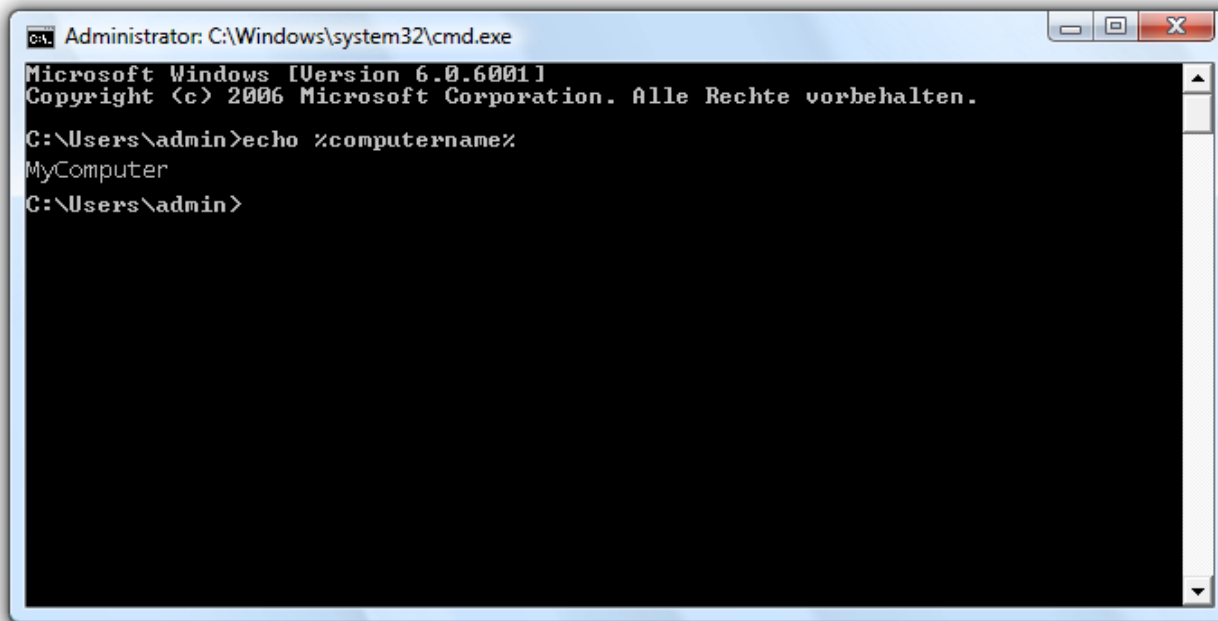 Administrator: C:\Windows\system32\cmd.exe
Microsoft Windows [Version 6.0.6001]
Copyright (c) 2006 Microsoft Corporation. Alle Rechte vorbehalten.
C:\Users\admin>echo %computername%
MyComputer
C:\Users\admin>